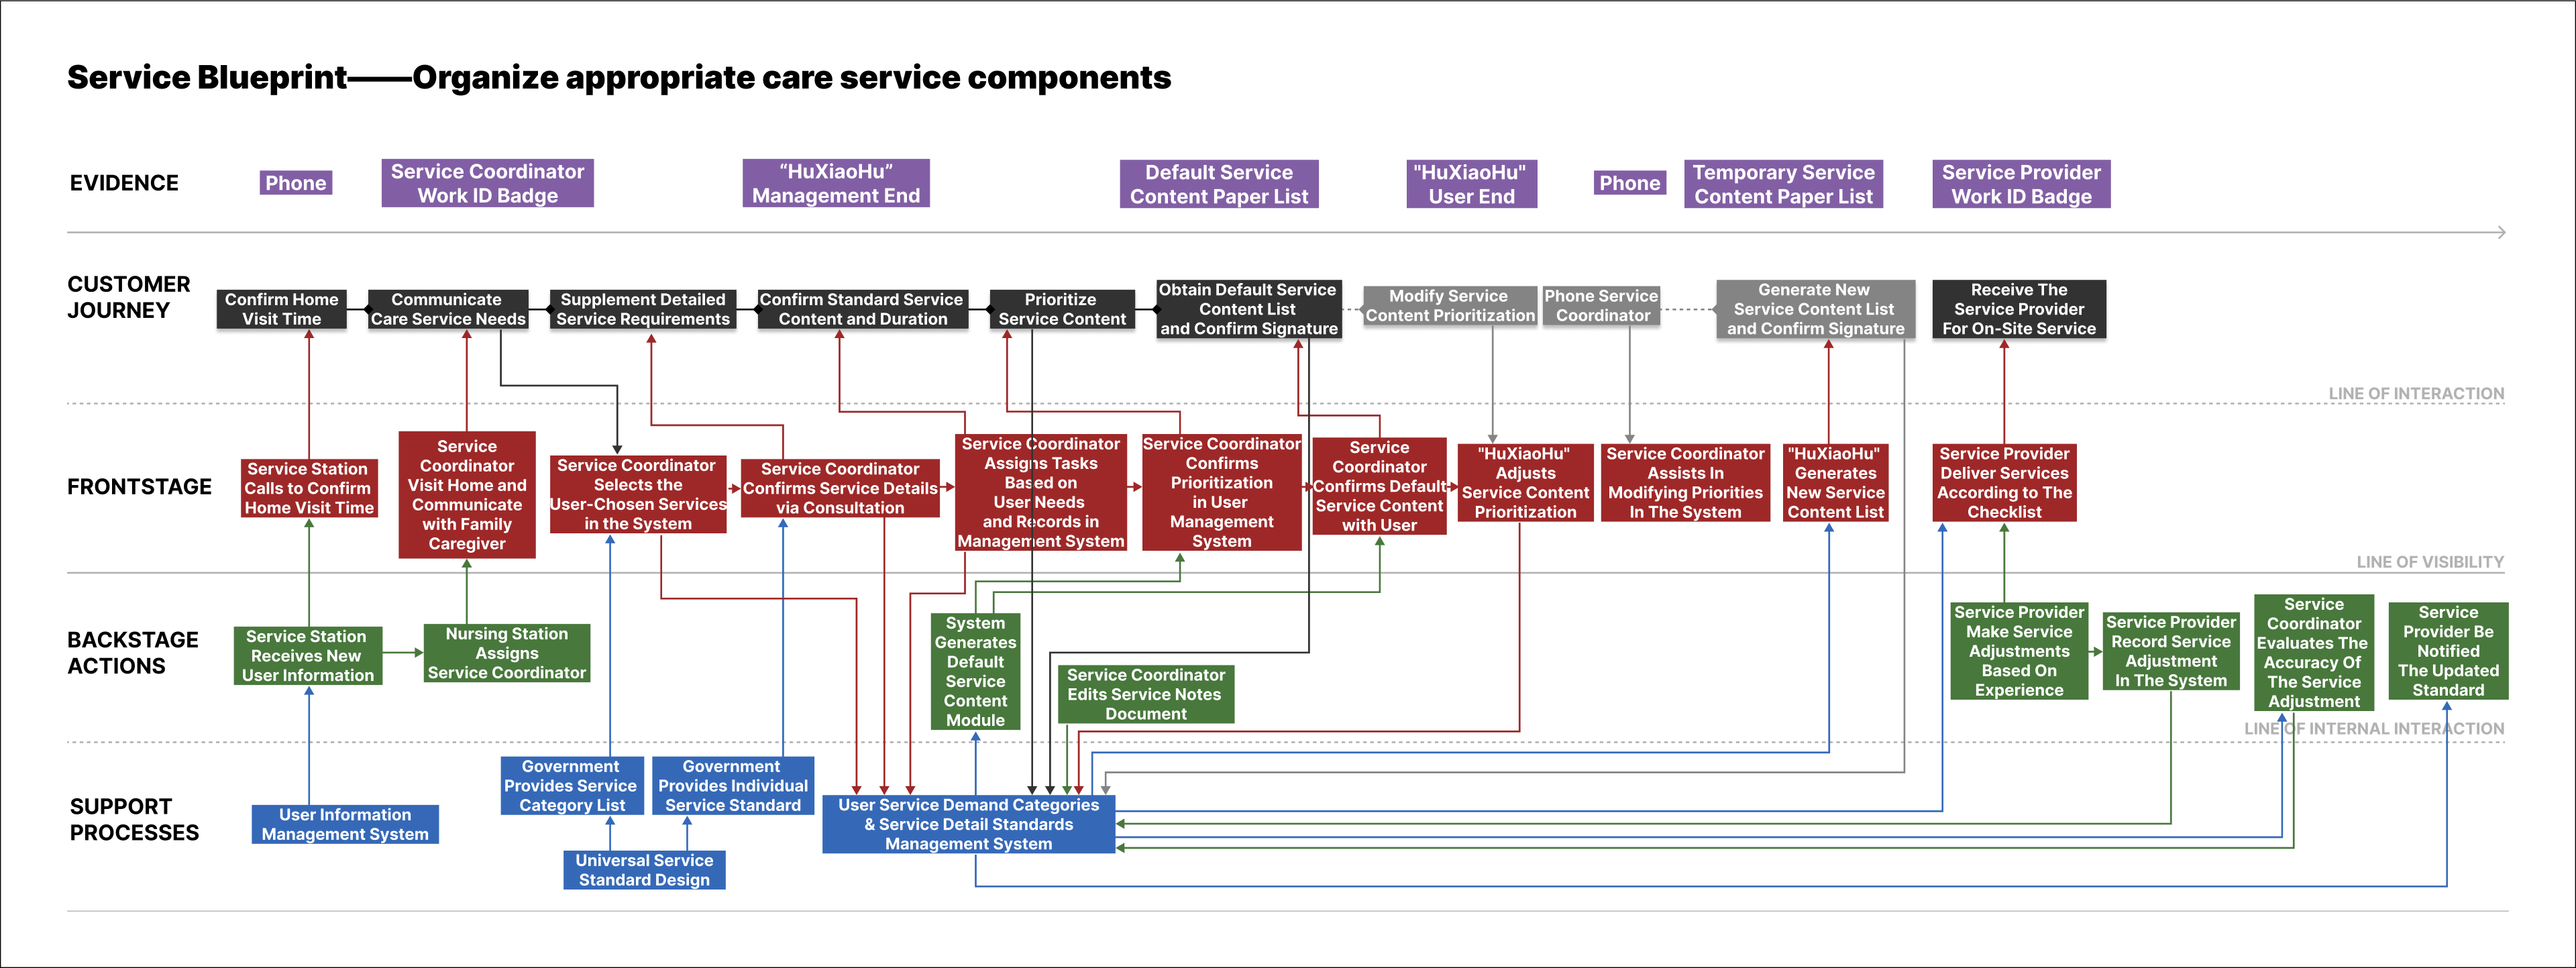 Service Blueprint——Organize appropriate care service components
EVIDENCE
Phone
Service Coordinator
Work ID Badge
“HuXiaoHu”
Management End
Default Service
Content Paper List
"HuXiaoHu"
User End
Phone
Temporary Service
Content Paper List
Service Provider
Work ID Badge
CUSTOMER
JOURNEY
Confirm Home
Visit Time
Communicate
Care Service Needs
Supplement Detailed
Service Requirements
Confirm Standard Service
Content and Duration
Prioritize
Service Content
Obtain Default Service
Content List
and Confirm Signature
Modify Service
Content Prioritization
Phone Service
Coordinator
Generate New
Service Content List
and Confirm Signature
Receive The
Service Provider
For On-Site Service
LINE OF INTERACTION
FRONTSTAGE
Service Station
Calls to Confirm
Home Visit Time
Service
Coordinator
Visit Home and
Communicate
with Family
Caregiver
Service Coordinator
Selects the
User-Chosen Services
in the System
Service Coordinator
Confirms Service Details
via Consultation
Service Coordinator
Assigns Tasks
Based on
User Needs
and Records in
Management System
Service Coordinator
Confirms
Prioritization
in User
Management
System
Service
Coordinator
Confirms Default
Service Content
with User
"HuXiaoHu"
Adjusts
Service Content
Prioritization
Service Coordinator
Assists In
Modifying Priorities
In The System
"HuXiaoHu"
Generates
New Service
Content List
Service Provider
Deliver Services
According to The
Checklist
LINE OF VISIBILITY
BACKSTAGE
ACTIONS
Service Station
Receives New
User Information
Nursing Station
Assigns
Service Coordinator
System
Generates
Default
Service
Content
Module
Service Coordinator
Edits Service Notes
Document
Service Provider
Make Service
Adjustments
Based On
Experience
Service Provider
Record Service
Adjustment
In The System
Service
Coordinator
Evaluates The
Accuracy Of
The Service
Adjustment
Service
Provider Be
Notified
The Updated
Standard
LINE OF INTERNAL INTERACTION
SUPPORT
PROCESSES
User Information
Management System
Government
Provides Service
Category List
Government
Provides Individual
Service Standard
Universal Service
Standard Design
User Service Demand Categories
& Service Detail Standards
Management System